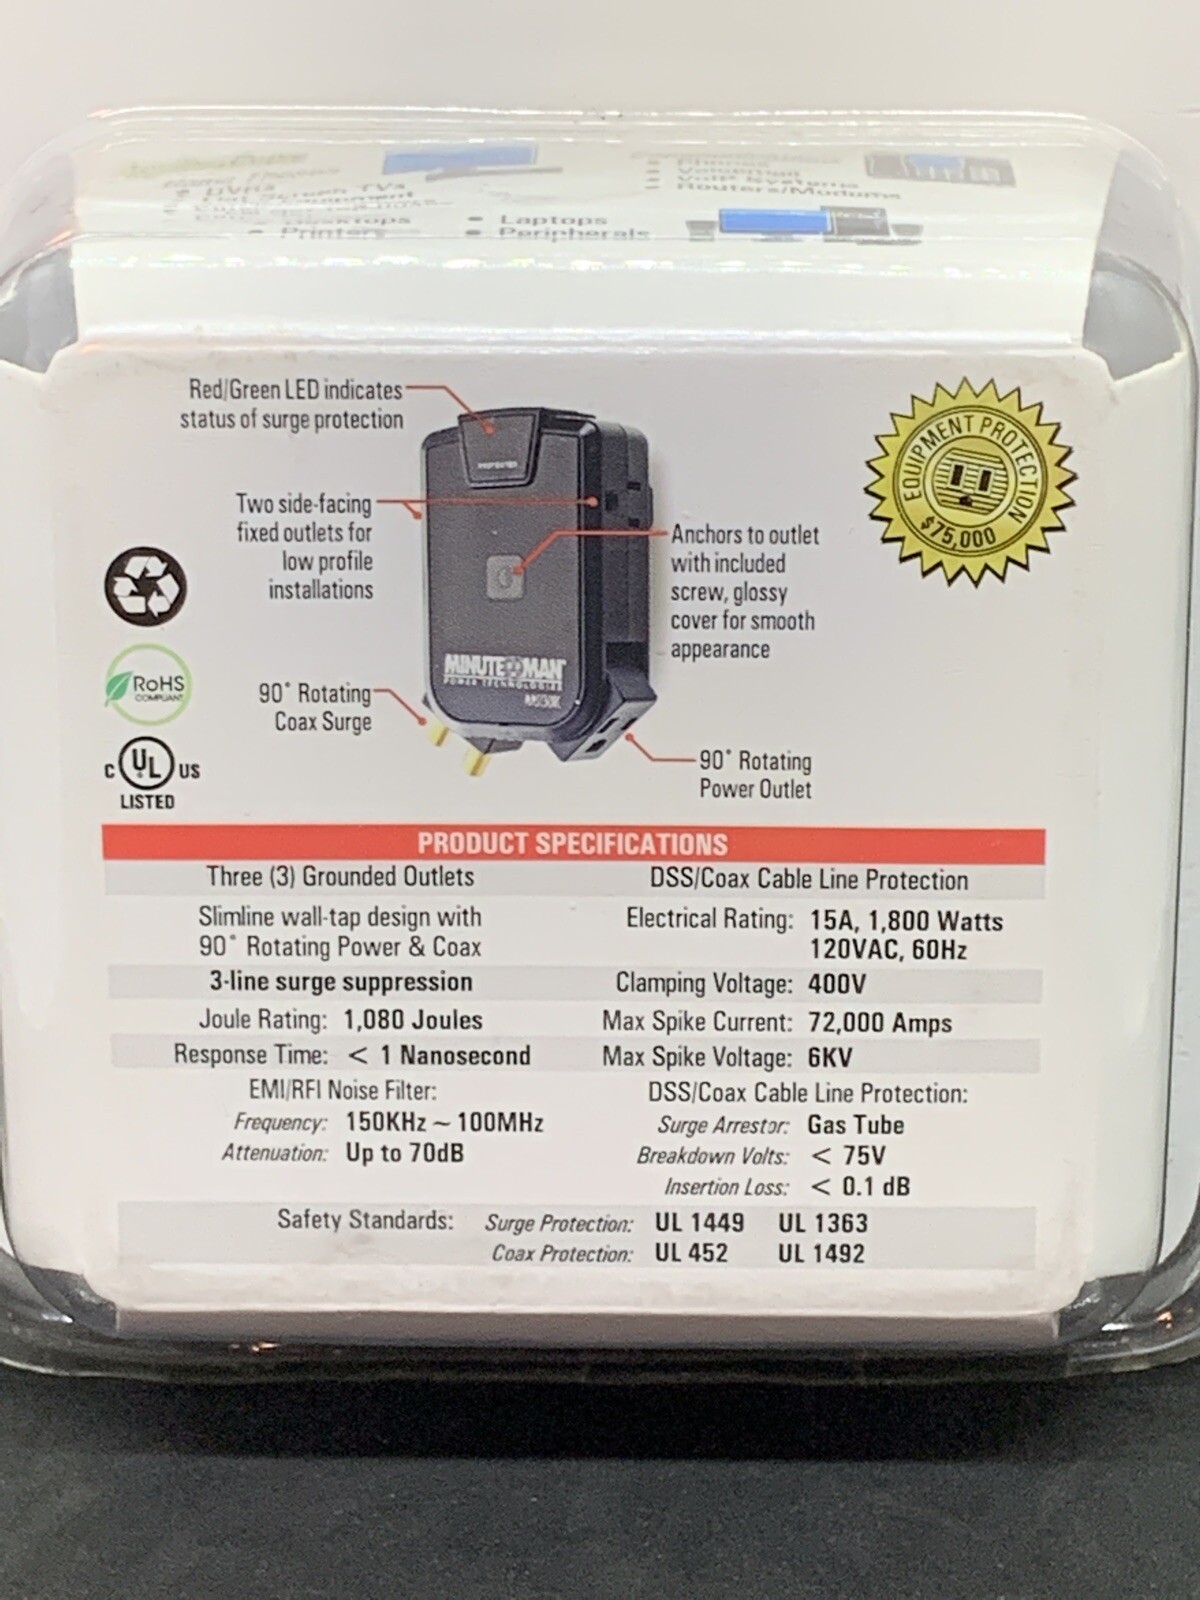 DVRs
Printers
Laptops
Peripherals
Phones
VoIP Systems
Routers/Modems
Red/Green LED indicates
status of surge protection
Two side-facing
fixed outlets for
low profile
installations
Anchors to outlet
with included
screw, glossy
cover for smooth
appearance
EQUIPMENT PROTECTION
$75,000
RoHS
COMPLIANT
C UL US
LISTED
90° Rotating
Coax Surge
MINUTEMAN
POWER TECHNOLOGIES
90° Rotating
Power Outlet
PRODUCT SPECIFICATIONS
Three (3) Grounded Outlets
DSS/Coax Cable Line Protection
Slimline wall-tap design with
90° Rotating Power & Coax
Electrical Rating: 15A, 1,800 Watts
120VAC, 60Hz
3-line surge suppression
Clamping Voltage: 400V
Joule Rating: 1,080 Joules
Max Spike Current: 72,000 Amps
Response Time: < 1 Nanosecond
Max Spike Voltage: 6KV
EMI/RFI Noise Filter:
Frequency: 150KHz ~ 100MHz
Attenuation: Up to 70dB
DSS/Coax Cable Line Protection:
Surge Arrestor: Gas Tube
Breakdown Volts: < 75V
Insertion Loss: < 0.1 dB
Safety Standards: Surge Protection: UL 1449 UL 1363
Coax Protection: UL 452 UL 1492